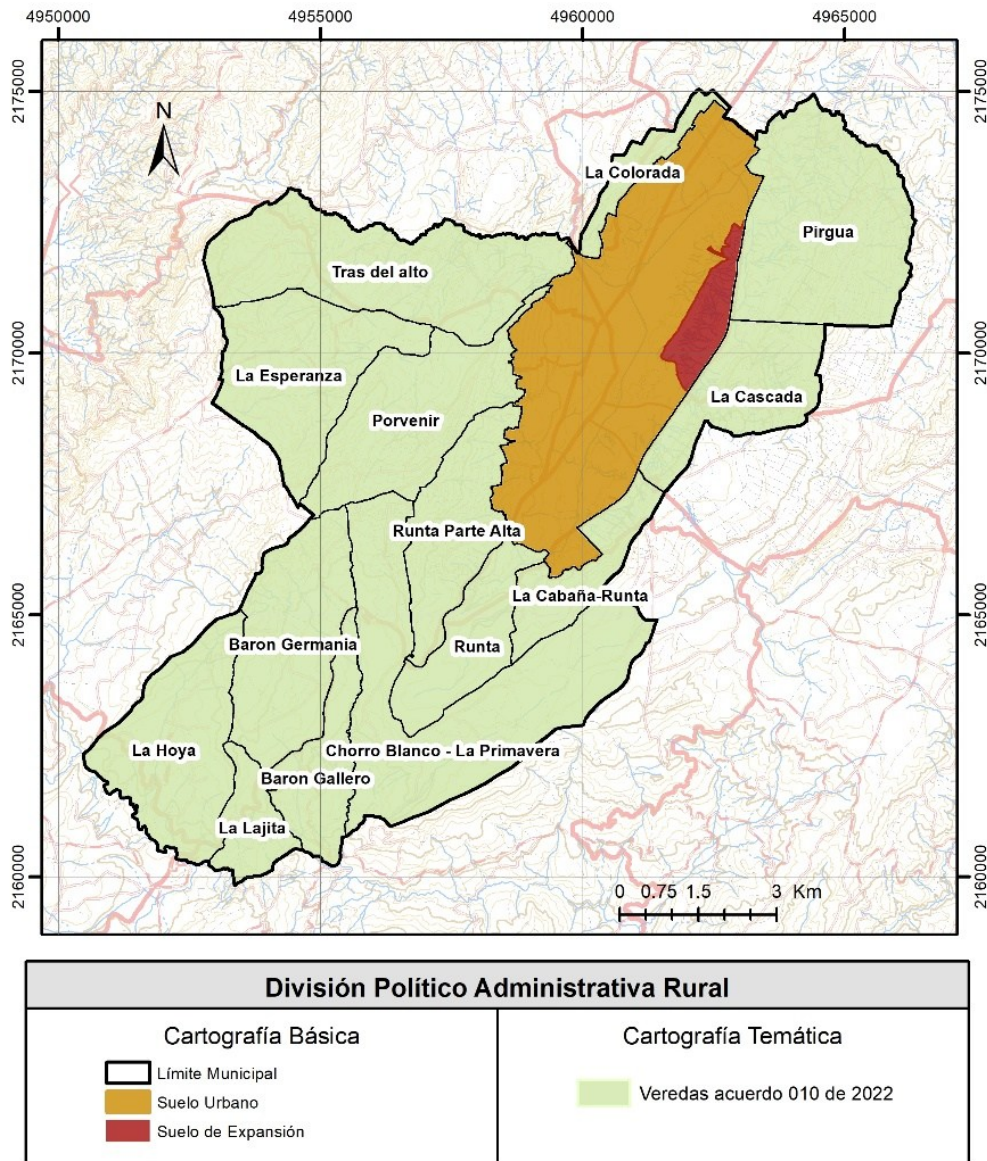 4950000 4955000 4960000 4965000
2175000 2175000
N
La Colorada
Pirgua
Tras del alto
2170000 2170000
La Esperanza
La Cascada
Porvenir
Runta Parte Alta
La Cabaña-Runta
2165000 2165000
Baron Germania
Runta
La Hoya
Chorro Blanco - La Primavera
Baron Gallero
La Lajita
2160000 2160000
0 0.75 1.5 3 Km
División Político Administrativa Rural
Cartografía Básica
Límite Municipal
Suelo Urbano
Suelo de Expansión
Cartografía Temática
Veredas acuerdo 010 de 2022